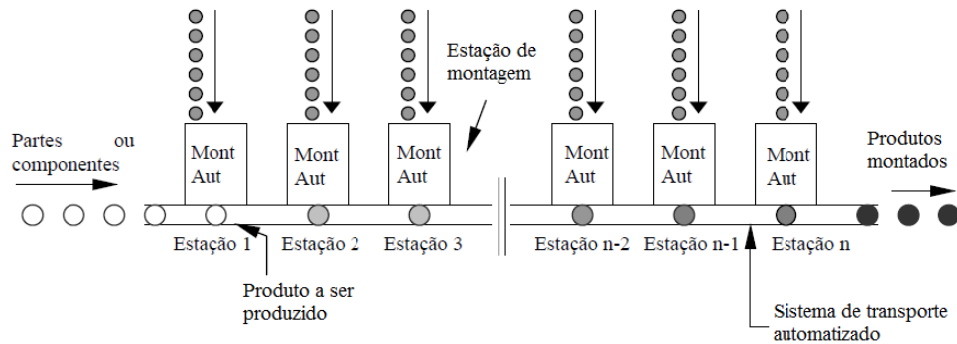 Estação de
montagem
Partes ou
componentes
Mont
Aut
Mont
Aut
Mont
Aut
Mont
Aut
Mont
Aut
Mont
Aut
Produtos
montados
Estação 1
Estação 2
Estação 3
Estação n-2
Estação n-1
Estação n
Produto a ser
produzido
Sistema de transporte
automatizado